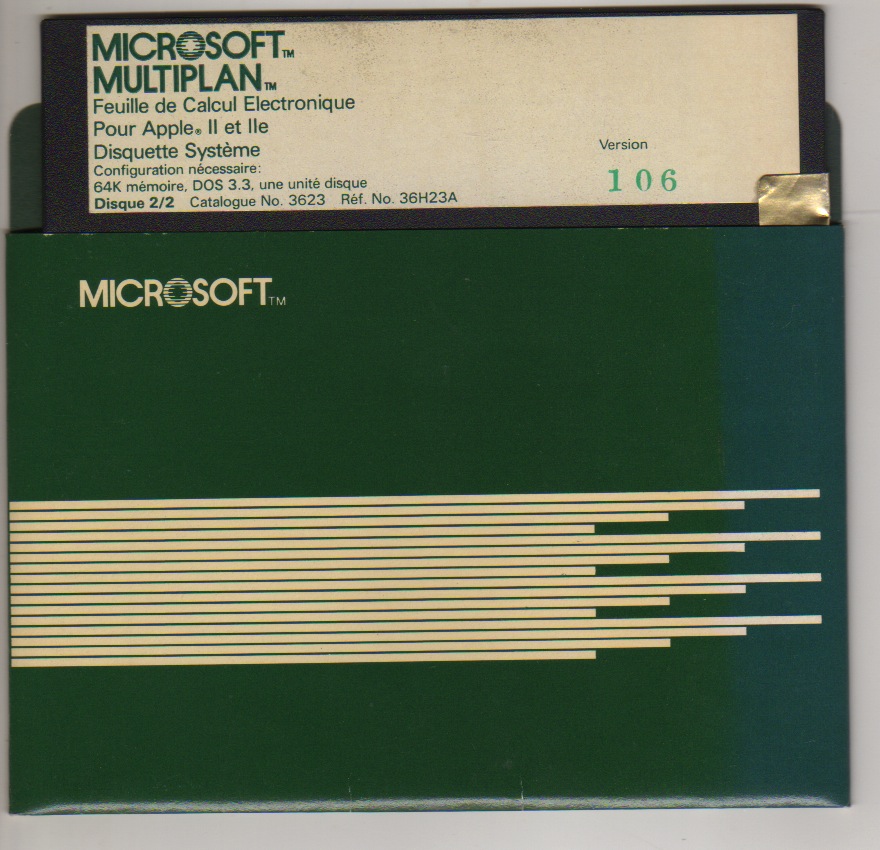 MICROSOFT™
MULTIPLAN™
Feuille de Calcul Electronique
Pour Apple® II et IIe
Disquette Système
Configuration nécessaire:
64K mémoire, DOS 3.3, une unité disque
Disque 2/2 Catalogue No. 3623 Réf. No. 36H23A
Version
106
MICROSOFT™